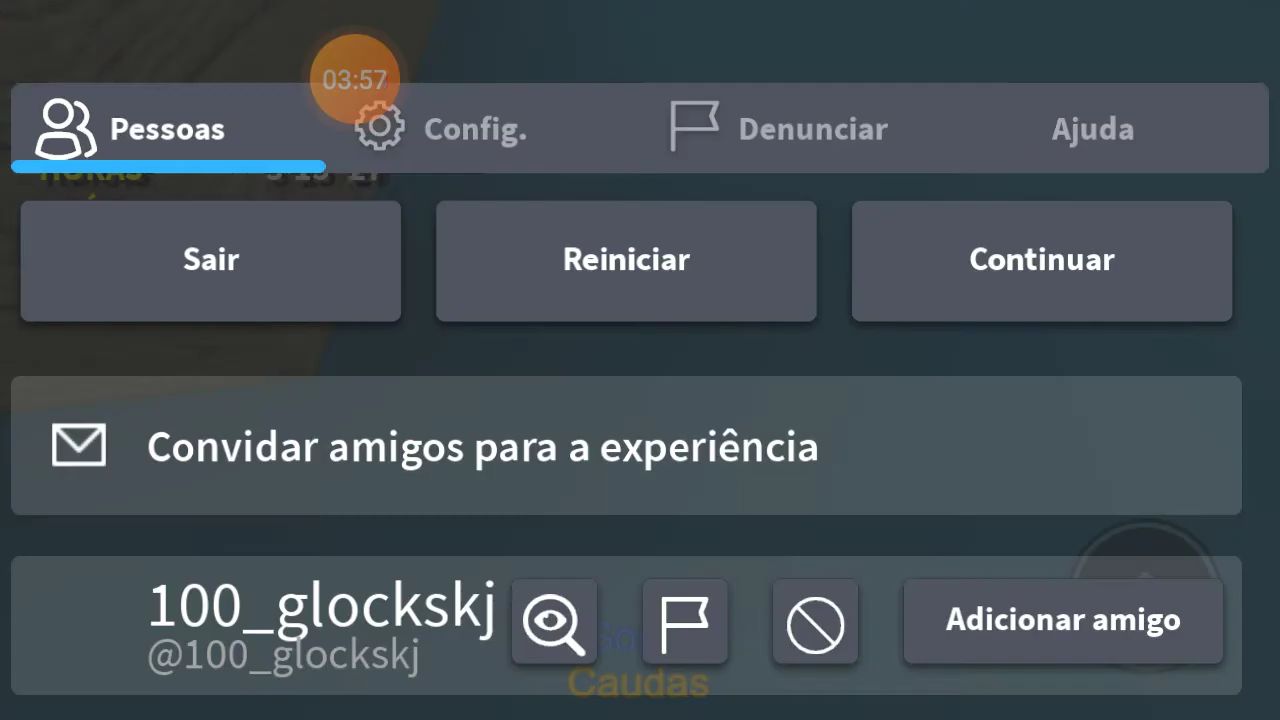 03:57
Pessoas
Config.
Denunciar
Ajuda
Sair
Reiniciar
Continuar
Convidar amigos para a experiência
100_glockskj
@100_glockskj
Adicionar amigo
Caudas